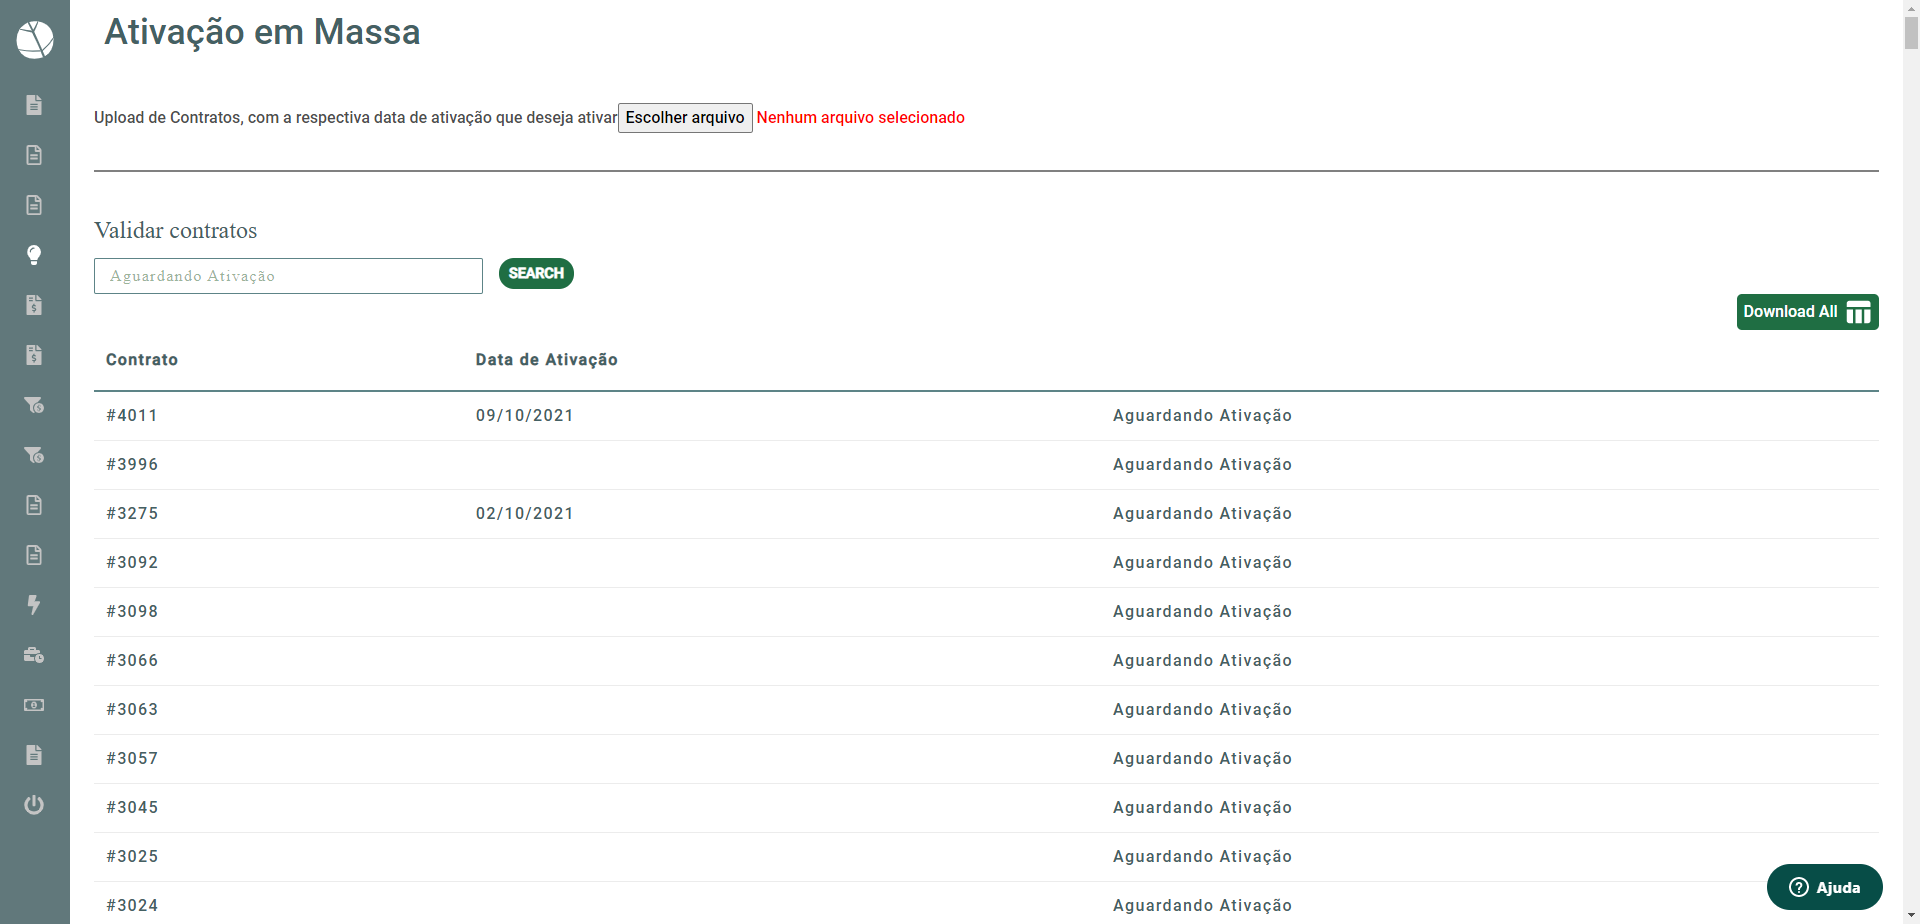 Ativação em Massa
Upload de Contratos, com a respectiva data de ativação que deseja ativar Escolher arquivo Nenhum arquivo selecionado
Validar contratos
Aguardando Ativação SEARCH
Download All
Contrato Data de Ativação
#4011 09/10/2021 Aguardando Ativação
#3996 Aguardando Ativação
#3275 02/10/2021 Aguardando Ativação
#3092 Aguardando Ativação
#3098 Aguardando Ativação
#3066 Aguardando Ativação
#3063 Aguardando Ativação
#3057 Aguardando Ativação
#3045 Aguardando Ativação
#3025 Aguardando Ativação
#3024 Aguardando Ativação
Ajuda